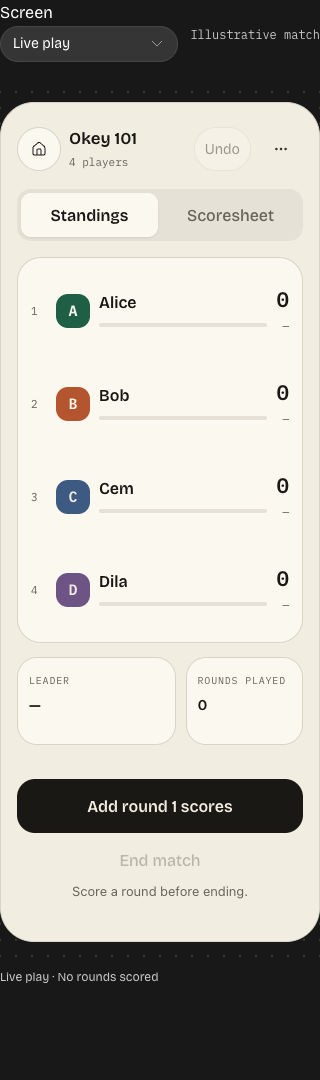 Screen
Live play
Illustrative match
Okey 101
4 players
Undo
Standings
Scoresheet
1
A
Alice
0
—
2
B
Bob
0
—
3
C
Cem
0
—
4
D
Dila
0
—
LEADER
—
ROUNDS PLAYED
0
Add round 1 scores
End match
Score a round before ending.
Live play · No rounds scored